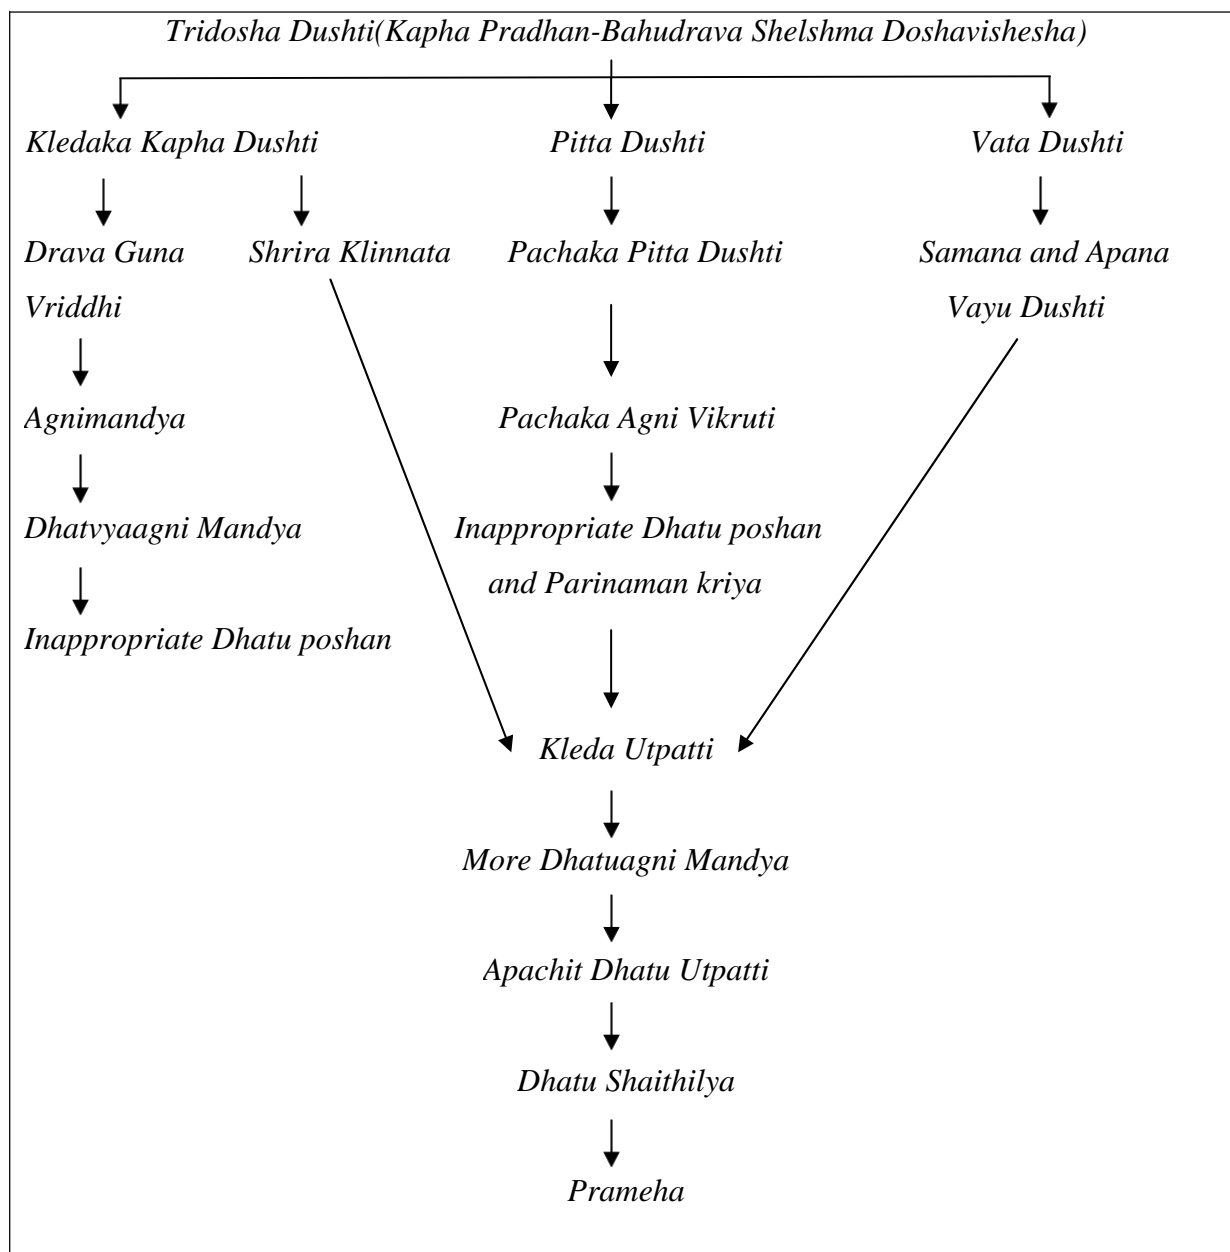 Tridosha Dushti(Kapha Pradhan-Bahudrava Shelshma Doshavishesha)
Kledaka Kapha Dushti Pitta Dushti Vata Dushti
Drava Guna Shrira Klinnata Pachaka Pitta Dushti Samana and Apana
Vriddhi Vayu Dushti
Agnimandya Pachaka Agni Vikruti
Dhatvyaagni Mandya Inappropriate Dhatu poshan
and Parinaman kriya
Inappropriate Dhatu poshan
Kleda Utpatti
More Dhatuagni Mandya
Apachit Dhatu Utpatti
Dhatu Shaithilya
Prameha